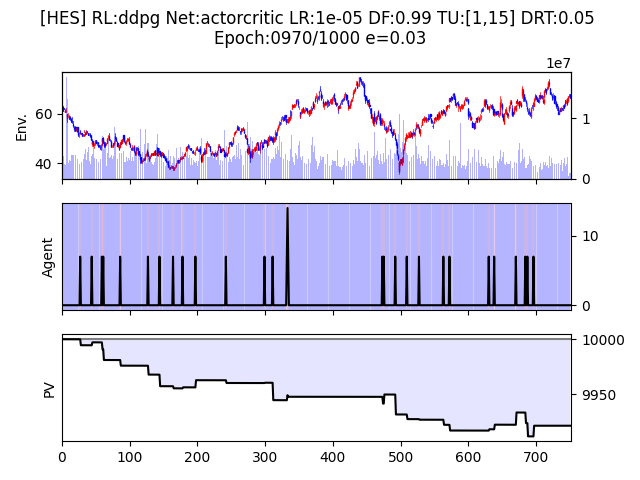 [HES] RL:ddpg Net:actorcritic LR:1e-05 DF:0.99 TU:[1,15] DRT:0.05
Epoch:0970/1000 e=0.03
1e7
Env.
60
40
1
0
Agent
10
0
PV
10000
9950
0 100 200 300 400 500 600 700